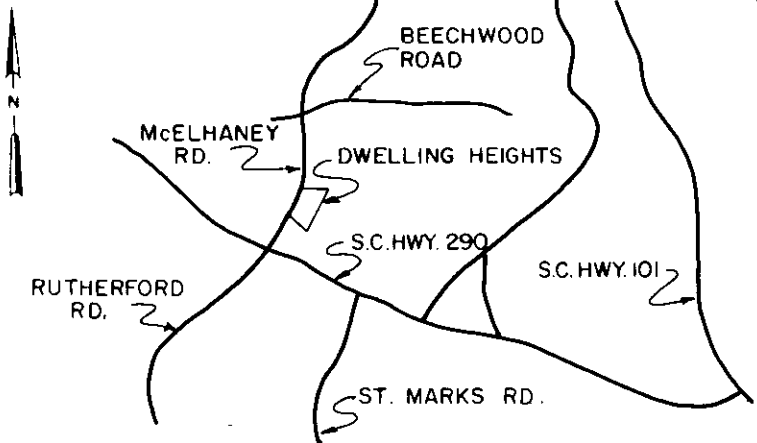 BEECHWOOD
ROAD
N
McELHANEY
RD.
DWELLING HEIGHTS
S.C. HWY. 290
S.C. HWY. 101
RUTHERFORD
RD.
ST. MARKS RD.